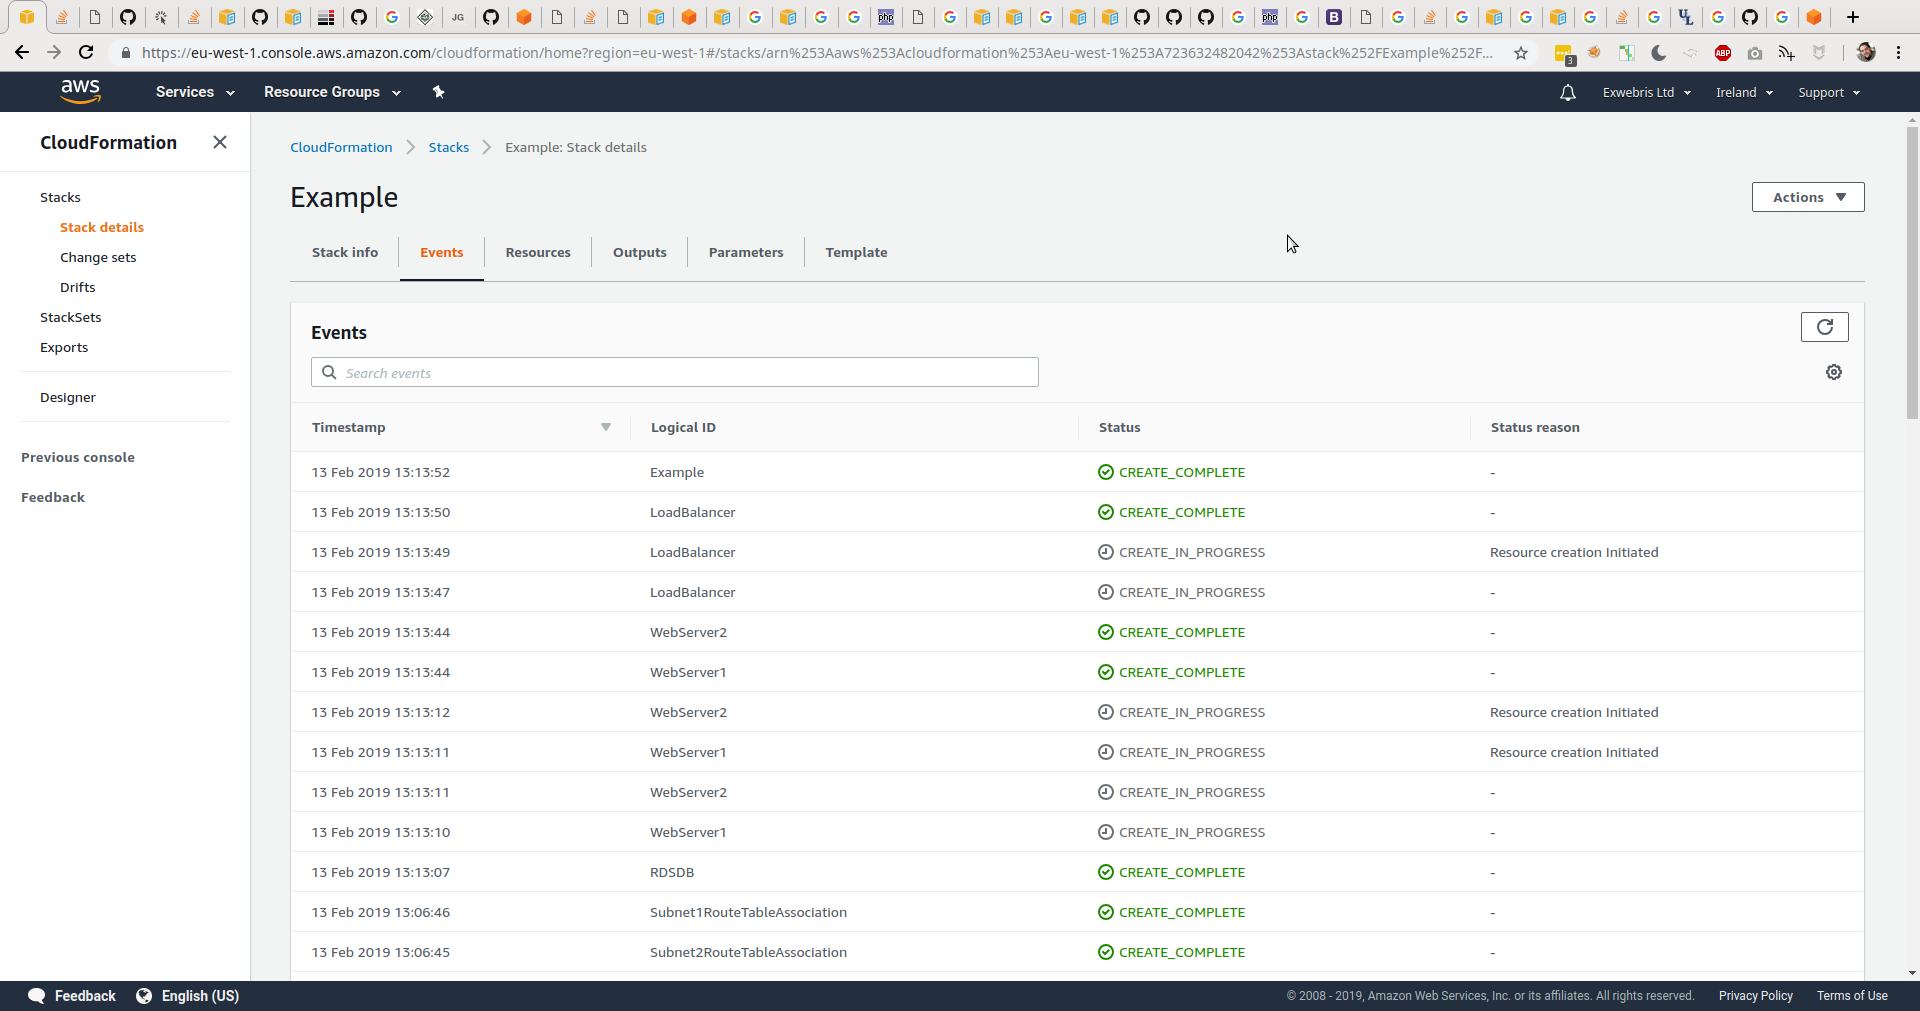 https://eu-west-1.console.aws.amazon.com/cloudformation/home?region=eu-west-1#/stacks/arn%253Aaws%253Acloudformation%253Aeu-west-1%253A723632482042%253Astack%252FExample%252F...
aws Services Resource Groups Exwebris Ltd Ireland Support
CloudFormation
Stacks
Stack details
Change sets
Drifts
StackSets
Exports
Designer
Previous console
Feedback
CloudFormation Stacks Example: Stack details
Example
Actions
Stack info Events Resources Outputs Parameters Template
Events
Search events
Timestamp Logical ID Status Status reason
13 Feb 2019 13:13:52 Example CREATE_COMPLETE -
13 Feb 2019 13:13:50 LoadBalancer CREATE_COMPLETE -
13 Feb 2019 13:13:49 LoadBalancer CREATE_IN_PROGRESS Resource creation Initiated
13 Feb 2019 13:13:47 LoadBalancer CREATE_IN_PROGRESS -
13 Feb 2019 13:13:44 WebServer2 CREATE_COMPLETE -
13 Feb 2019 13:13:44 WebServer1 CREATE_COMPLETE -
13 Feb 2019 13:13:12 WebServer2 CREATE_IN_PROGRESS Resource creation Initiated
13 Feb 2019 13:13:11 WebServer1 CREATE_IN_PROGRESS Resource creation Initiated
13 Feb 2019 13:13:11 WebServer2 CREATE_IN_PROGRESS -
13 Feb 2019 13:13:10 WebServer1 CREATE_IN_PROGRESS -
13 Feb 2019 13:13:07 RDSDB CREATE_COMPLETE -
13 Feb 2019 13:06:46 Subnet1RouteTableAssociation CREATE_COMPLETE -
13 Feb 2019 13:06:45 Subnet2RouteTableAssociation CREATE_COMPLETE -
Feedback English (US) © 2008 - 2019, Amazon Web Services, Inc. or its affiliates. All rights reserved. Privacy Policy Terms of Use